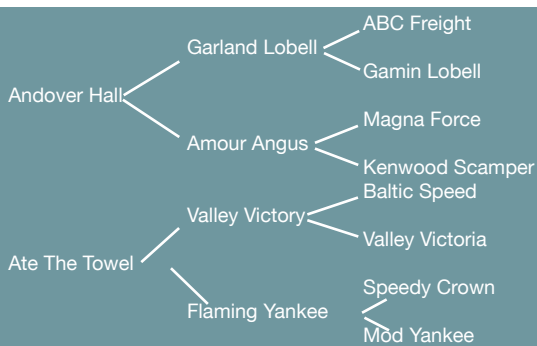 ABC Freight
Garland Lobell
Gamin Lobell
Andover Hall
Magna Force
Amour Angus
Kenwood Scamper
Baltic Speed
Valley Victory
Valley Victoria
Ate The Towel
Speedy Crown
Flaming Yankee
Mod Yankee